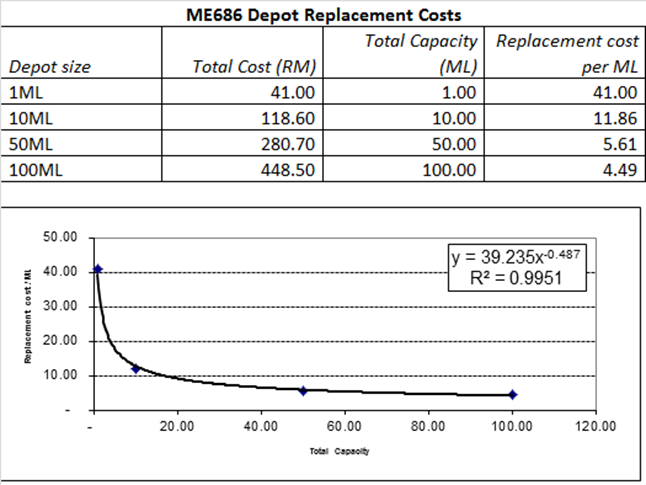 ME686 Depot Replacement Costs
Total Capacity Replacement cost
Depot size Total Cost (RM) (ML) per ML
1ML 41.00 1.00 41.00
10ML 118.60 10.00 11.86
50ML 280.70 50.00 5.61
100ML 448.50 100.00 4.49
50.00
y = 39.235x-0.487
R² = 0.9951
40.00
30.00
20.00
10.00
-
- 20.00 40.00 60.00 80.00 100.00 120.00
Replacement cost/ML
Total Capacity